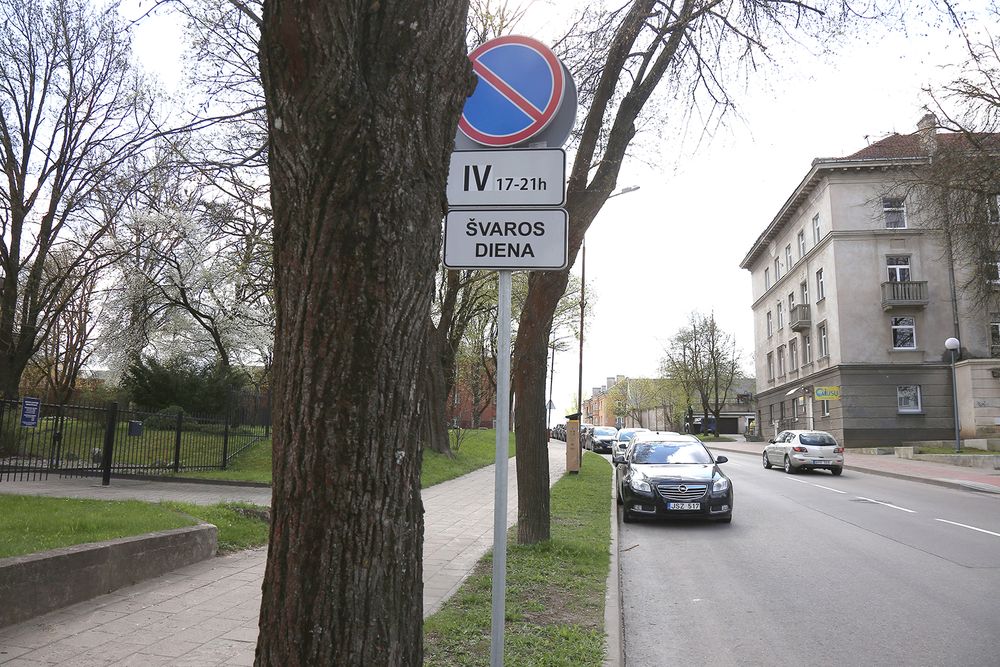 IV 17-21h
ŠVAROS
DIENA
JSZ 517